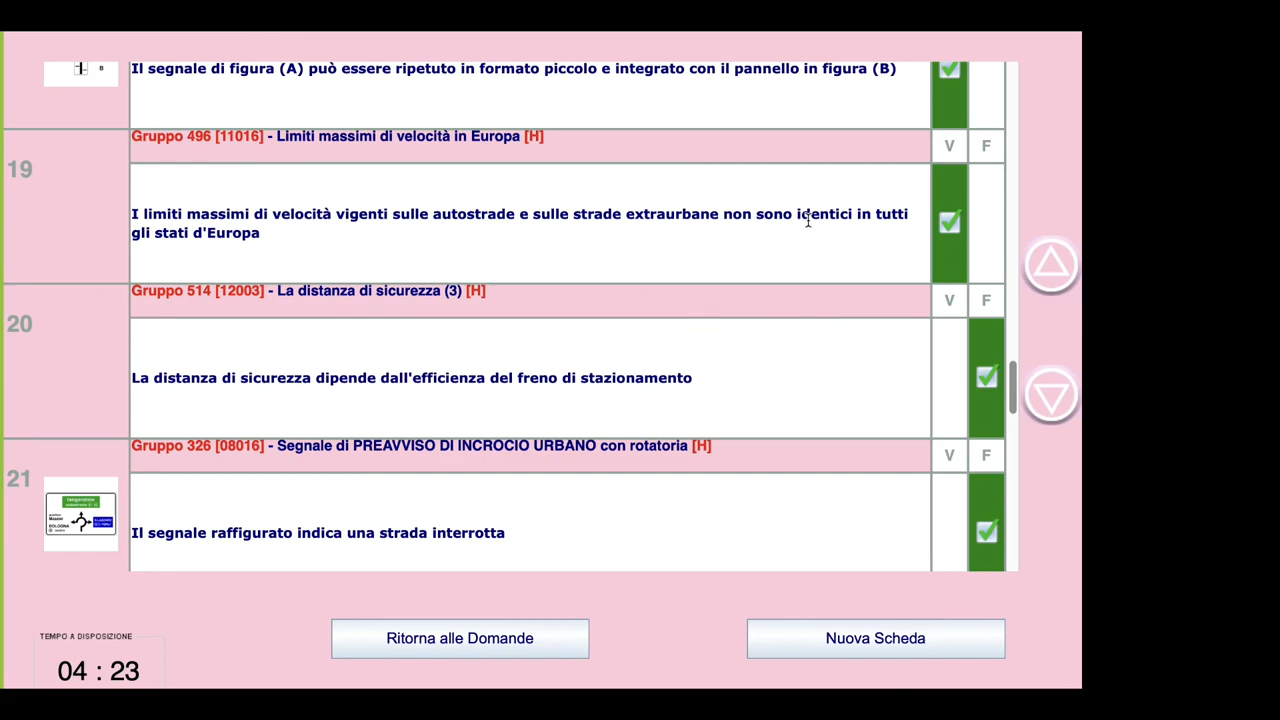 B
Il segnale di figura (A) può essere ripetuto in formato piccolo e integrato con il pannello in figura (B)
Gruppo 496 [11016] - Limiti massimi di velocità in Europa [H]
V F
19
I limiti massimi di velocità vigenti sulle autostrade e sulle strade extraurbane non sono identici in tutti
gli stati d'Europa
Gruppo 514 [12003] - La distanza di sicurezza (3) [H]
V F
20
La distanza di sicurezza dipende dall'efficienza del freno di stazionamento
Gruppo 326 [08016] - Segnale di PREAVVISO DI INCROCIO URBANO con rotatoria [H]
V F
21
BOLOGNA
Il segnale raffigurato indica una strada interrotta
Ritorna alle Domande
Nuova Scheda
TEMPO A DISPOSIZIONE
04 : 23